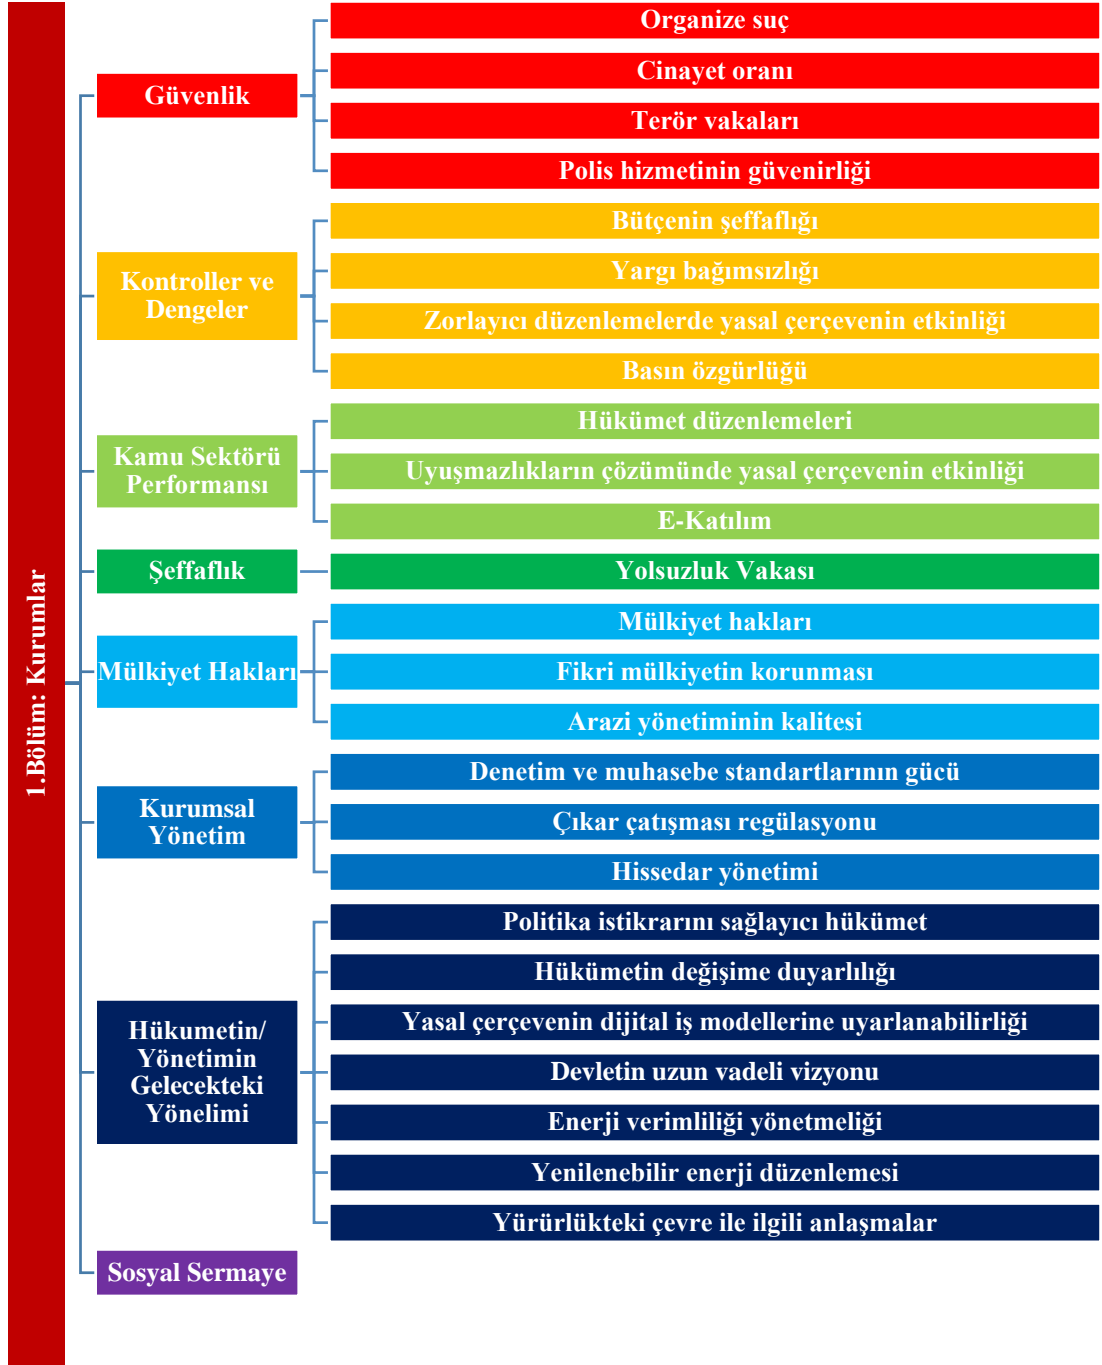 1.Bölüm: Kurumlar
Güvenlik
Organize suç
Cinayet oranı
Terör vakaları
Polis hizmetinin güvenirliği
Kontroller ve
Dengeler
Bütçenin şeffaflığı
Yargı bağımsızlığı
Zorlayıcı düzenlemelerde yasal çerçevenin etkinliği
Basın özgürlüğü
Kamu Sektörü
Performansı
Hükümet düzenlemeleri
Uyuşmazlıkların çözümünde yasal çerçevenin etkinliği
E-Katılım
Şeffaflık
Yolsuzluk Vakası
Mülkiyet Hakları
Mülkiyet hakları
Fikri mülkiyetin korunması
Arazi yönetiminin kalitesi
Kurumsal
Yönetim
Denetim ve muhasebe standartlarının gücü
Çıkar çatışması regülasyonu
Hissedar yönetimi
Hükumetin/
Yönetimin
Gelecekteki
Yönelimi
Politika istikrarını sağlayıcı hükümet
Hükümetin değişime duyarlılığı
Yasal çerçevenin dijital iş modellerine uyarlanabilirliği
Devletin uzun vadeli vizyonu
Enerji verimliliği yönetmeliği
Yenilenebilir enerji düzenlemesi
Yürürlükteki çevre ile ilgili anlaşmalar
Sosyal Sermaye